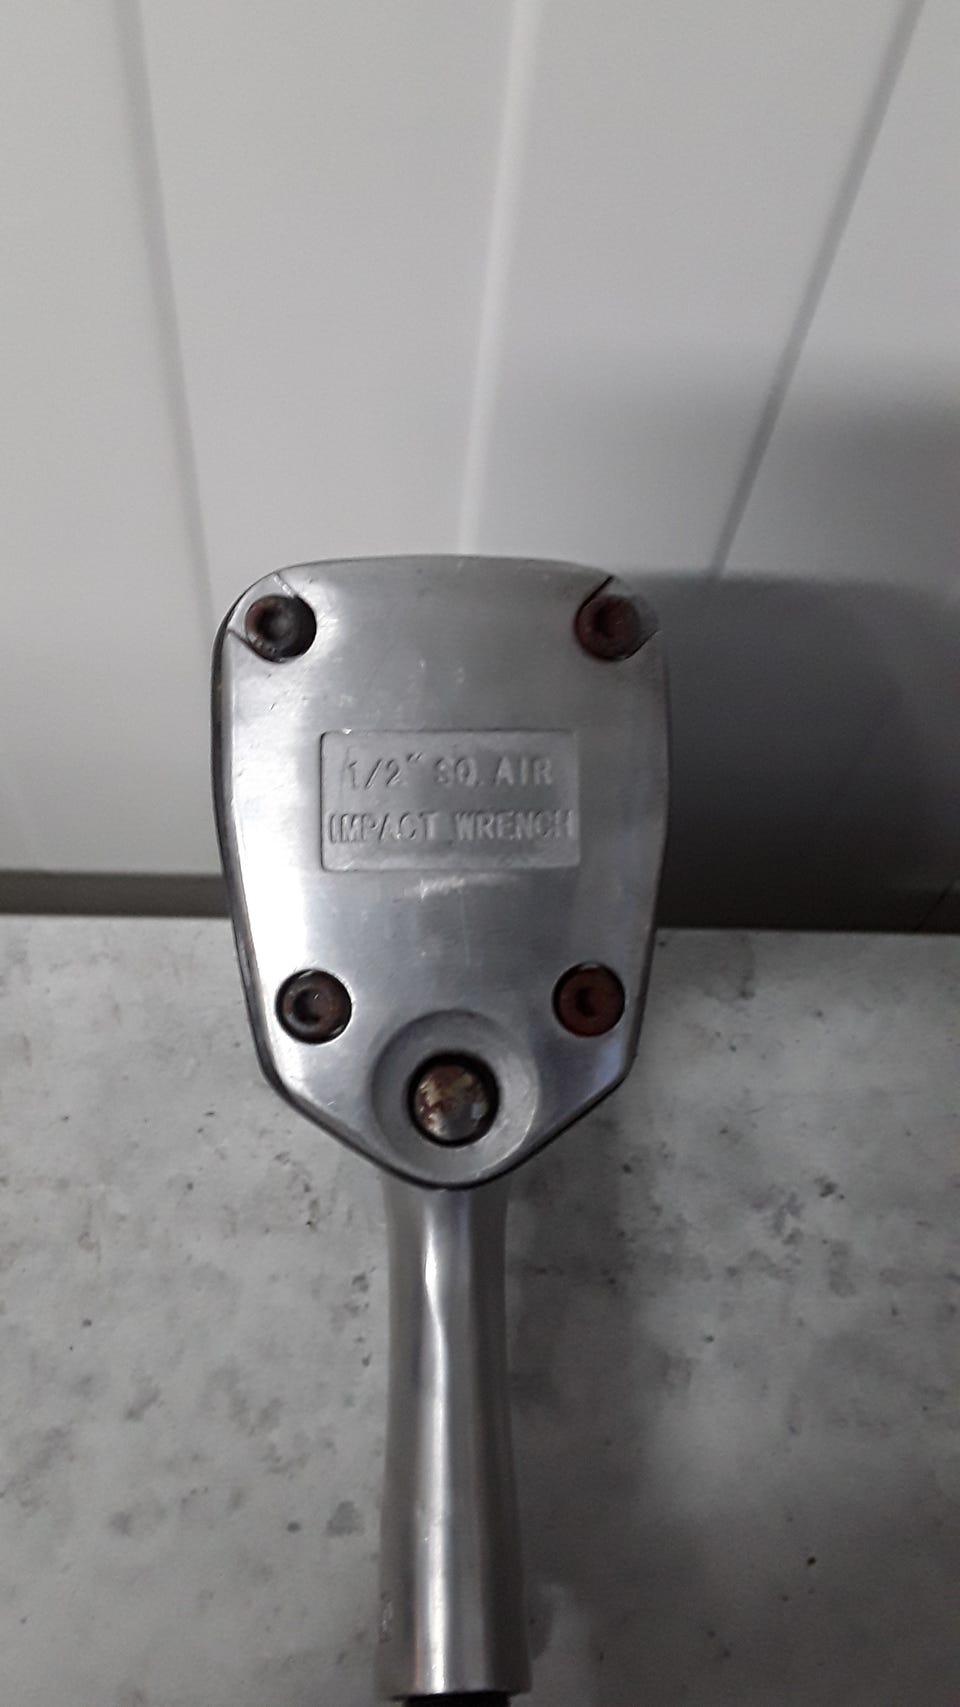 1/2" SQ. AIR
IMPACT WRENCH